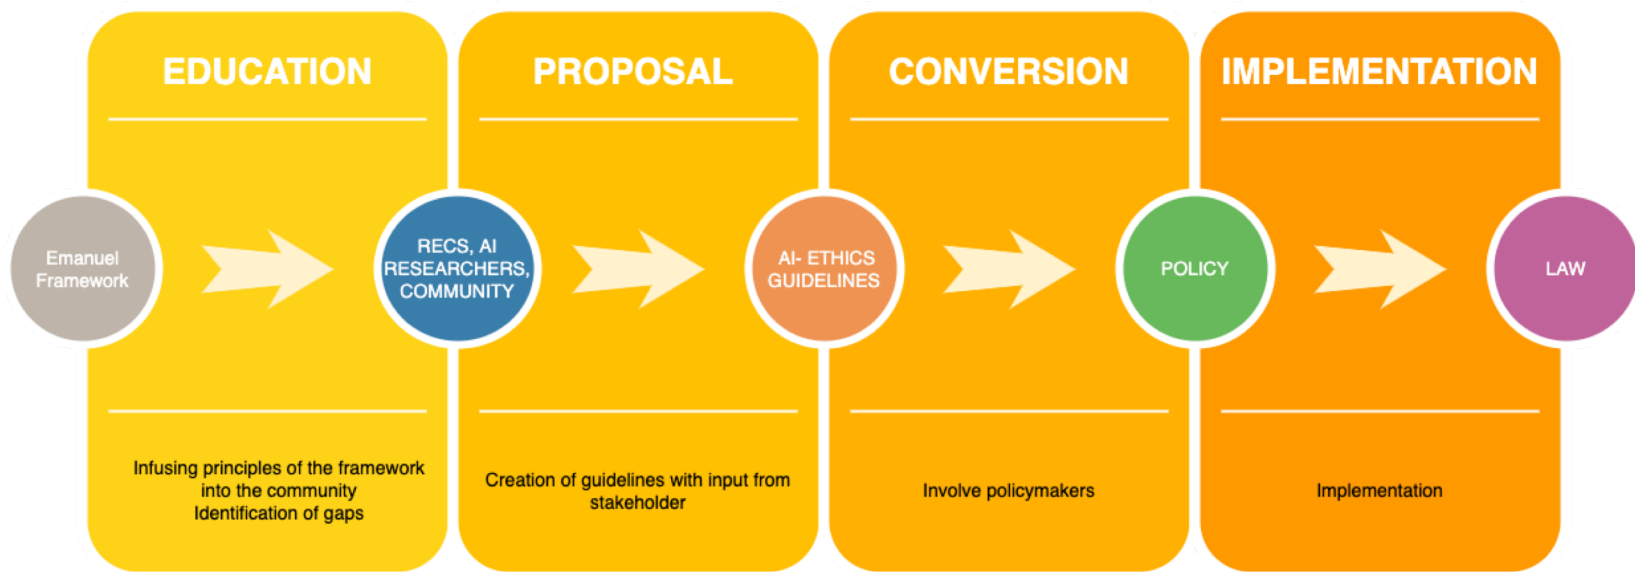 EDUCATION
PROPOSAL
CONVERSION
IMPLEMENTATION
Emanuel
Framework
RECS, AI
RESEARCHERS,
COMMUNITY
AI- ETHICS
GUIDELINES
POLICY
LAW
Infusing principles of the framework
into the community
Identification of gaps
Creation of guidelines with input from
stakeholder
Involve policymakers
Implementation